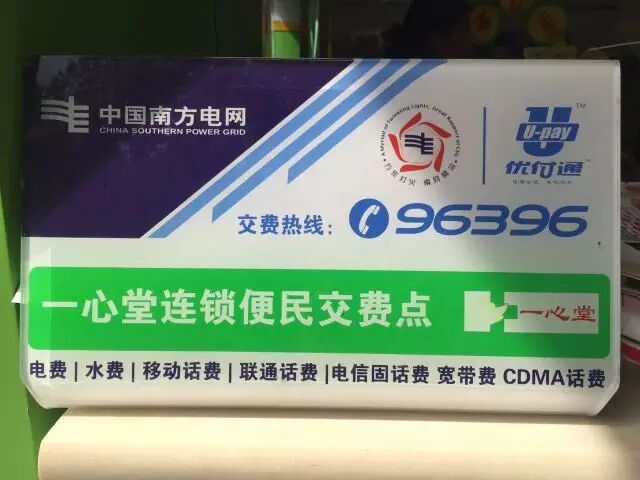 中国南方电网
CHINA SOUTHERN POWER GRID
U-pay
TM
优付通
交费热线：96396
一心堂连锁便民交费点
一心堂
电费|水费|移动话费|联通话费|电信固话费 宽带费 CDMA话费